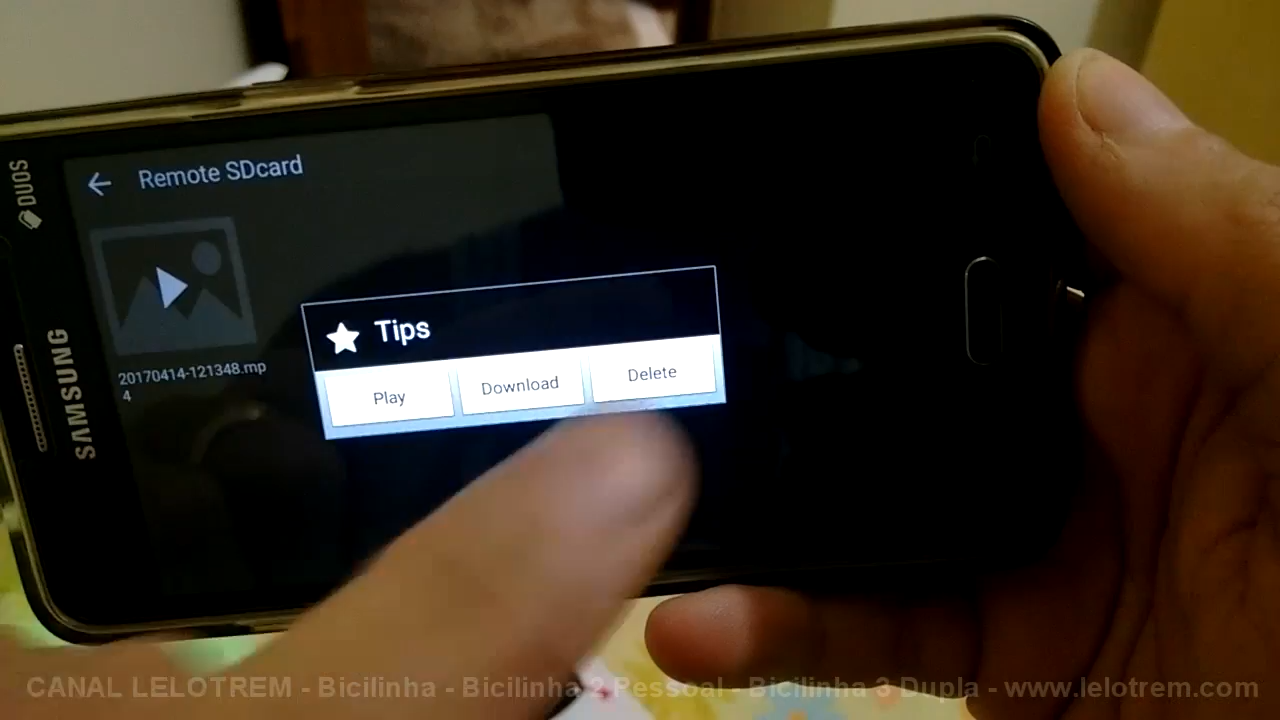 DUOS
SAMSUNG
Remote SDcard
20170414-121348.mp
4
Tips
Play
Download
Delete
CANAL LELOTREM - Bicilinha - Bicilinha 2 Pessoal - Bicilinha 3 Dupla - www.lelotrem.com